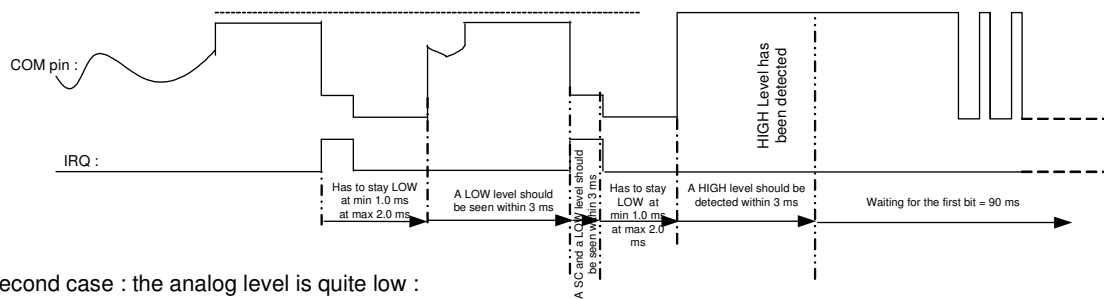 COM pin :
HIGH Level has
been detected
IRQ :
Has to stay LOW
at min 1.0 ms
at max 2.0 ms
A LOW level should
be seen within 3 ms
A SC and a LOW level should
be seen within 3 ms
Has to stay
LOW at
min 1.0 ms
at max 2.0
ms
A HIGH level should be
detected within 3 ms
Waiting for the first bit = 90 ms
econd case : the analog level is quite low :